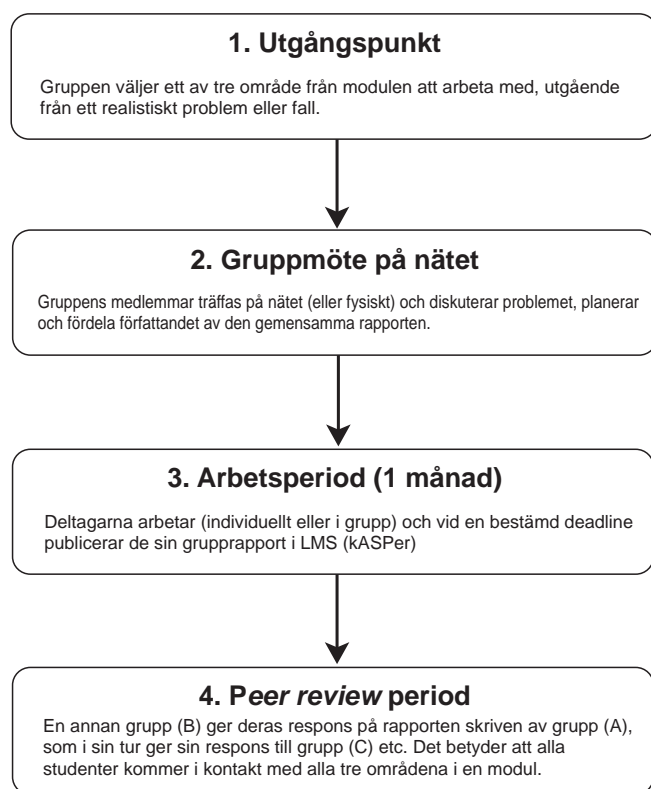 1. Utgångspunkt
Gruppen väljer ett av tre område från modulen att arbeta med, utgående
från ett realistiskt problem eller fall.
2. Gruppmöte på nätet
Gruppens medlemmar träffas på nätet (eller fysiskt) och diskuterar problemet, planerar
och fördela författandet av den gemensamma rapporten.
3. Arbetsperiod (1 månad)
Deltagarna arbetar (individuellt eller i grupp) och vid en bestämd deadline
publicerar de sin grupprapport i LMS (kASPer)
4. Peer review period
En annan grupp (B) ger deras respons på rapporten skriven av grupp (A),
som i sin tur ger sin respons till grupp (C) etc. Det betyder att alla
studenter kommer i kontakt med alla tre områdena i en modul.